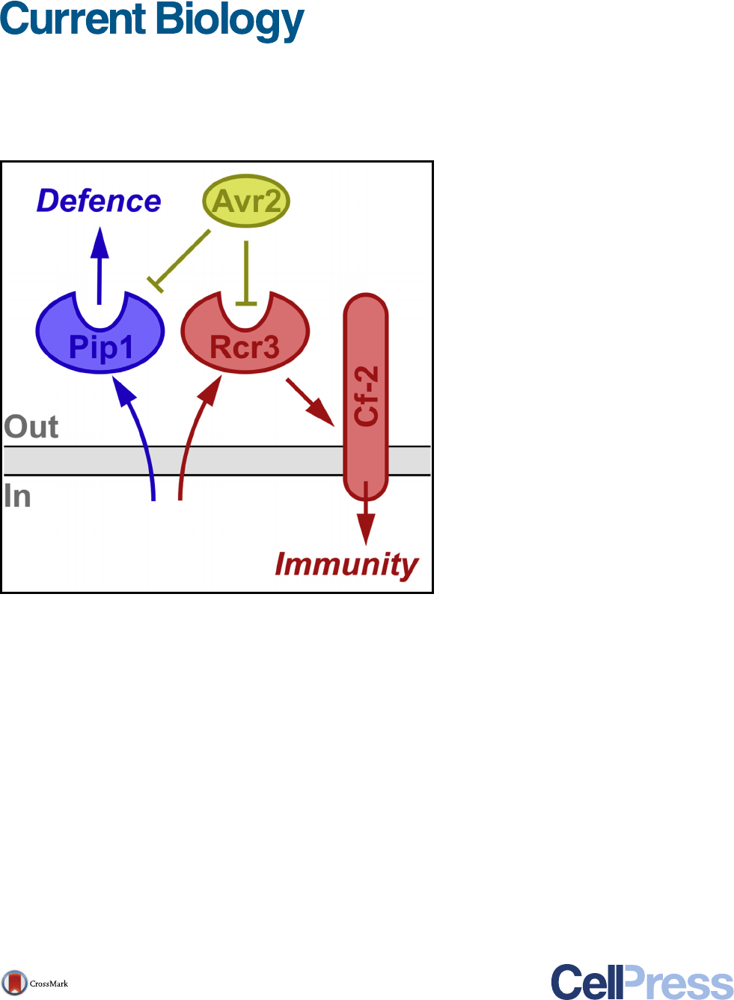 Current Biology
Defence
Avr2
Pip1
Rcr3
Cf-2
Out
In
Immunity
CrossMark
CellPress